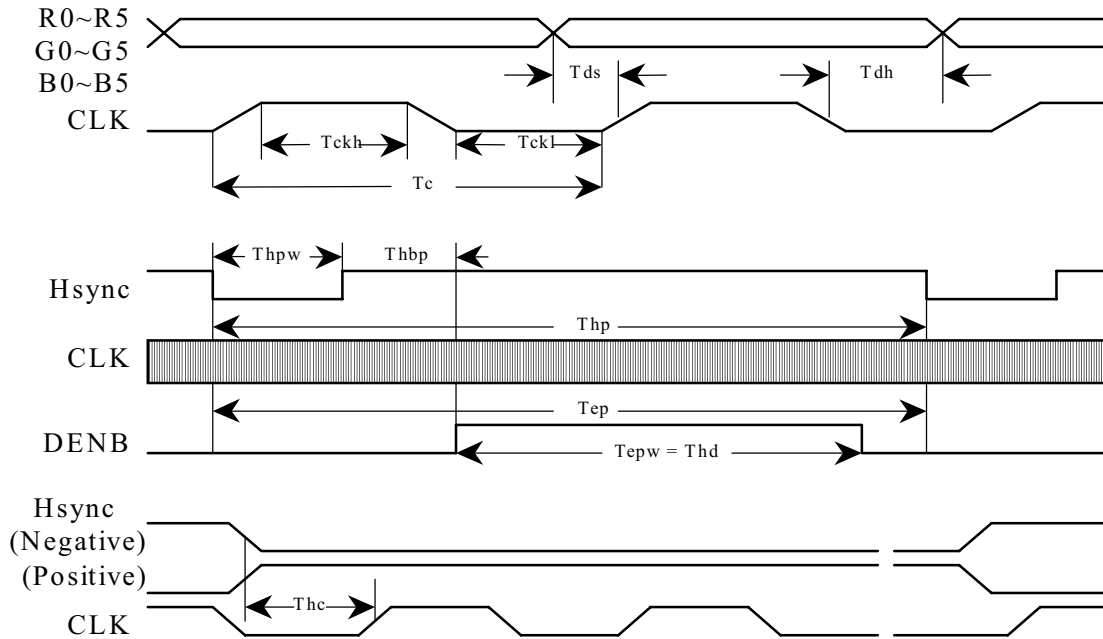 R0~R5
G0~G5
B0~B5
Tds
Tdh
CLK
Tckh
Tckl
Tc
Thpw
Thbp
Hsync
Thp
CLK
Tep
DENB
Tepw = Thd
Hsync
(Negative)
(Positive)
Thc
CLK